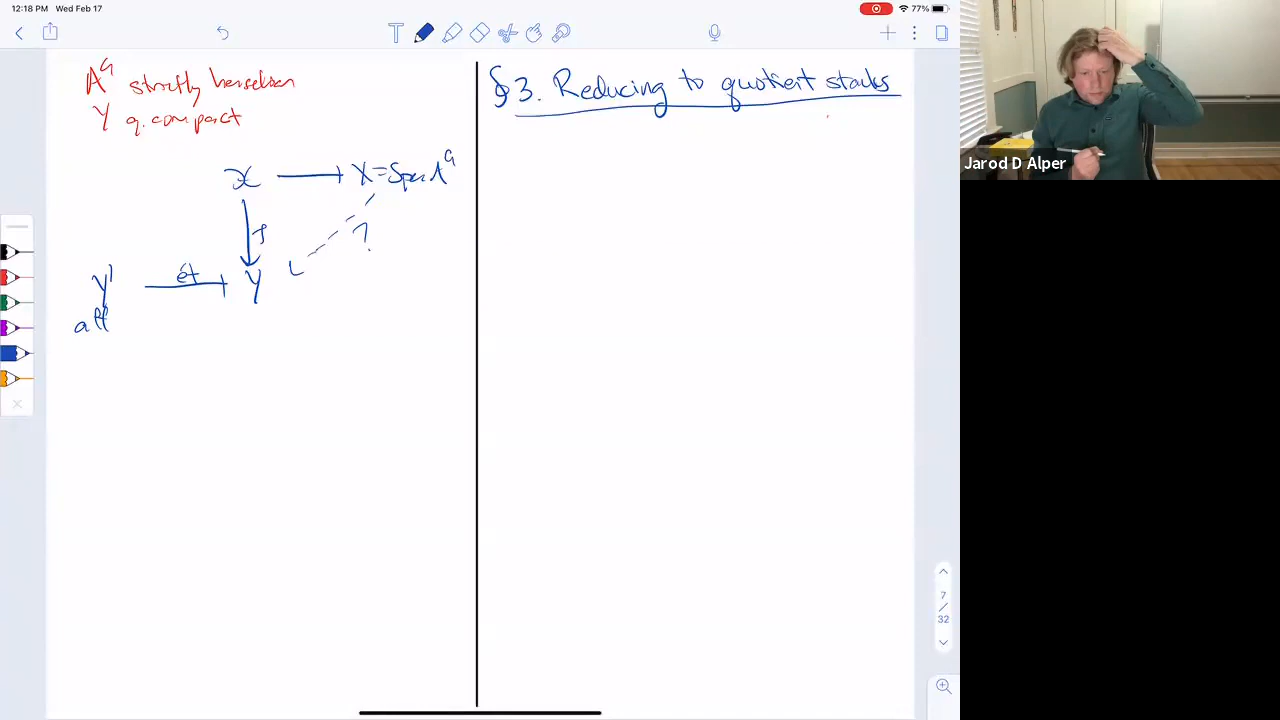 12:18 PM Wed Feb 17
77%
A^G strictly henselian
Y q. compact
𝒳 → X = Spec A^G
f
?
Y' ét → Y
aff
§3. Reducing to quotient stacks
Jarod D Alper
7
/
32